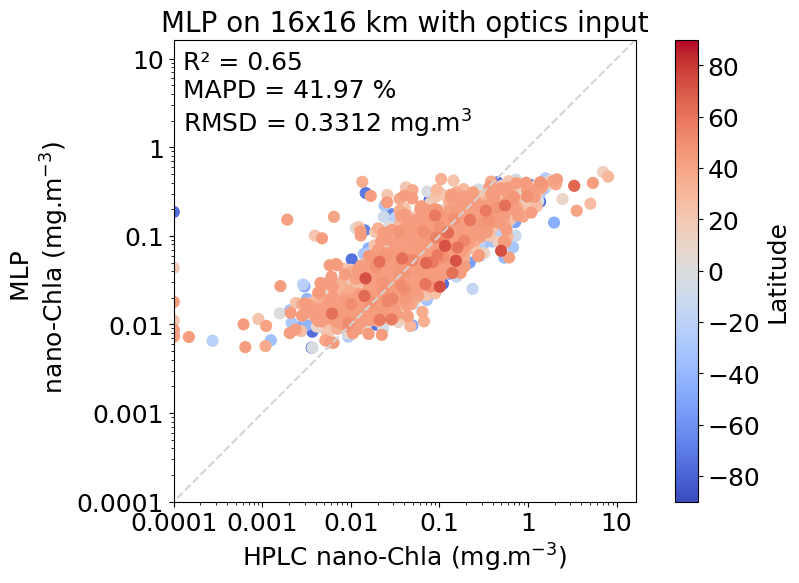 MLP on 16x16 km with optics input
R² = 0.65
MAPD = 41.97 %
RMSD = 0.3312 mg.m³
10
1
0.1
0.01
0.001
0.0001
MLP
nano-Chla (mg.m⁻³)
0.0001 0.001 0.01 0.1 1 10
HPLC nano-Chla (mg.m⁻³)
80
60
40
20
0
−20
−40
−60
−80
Latitude